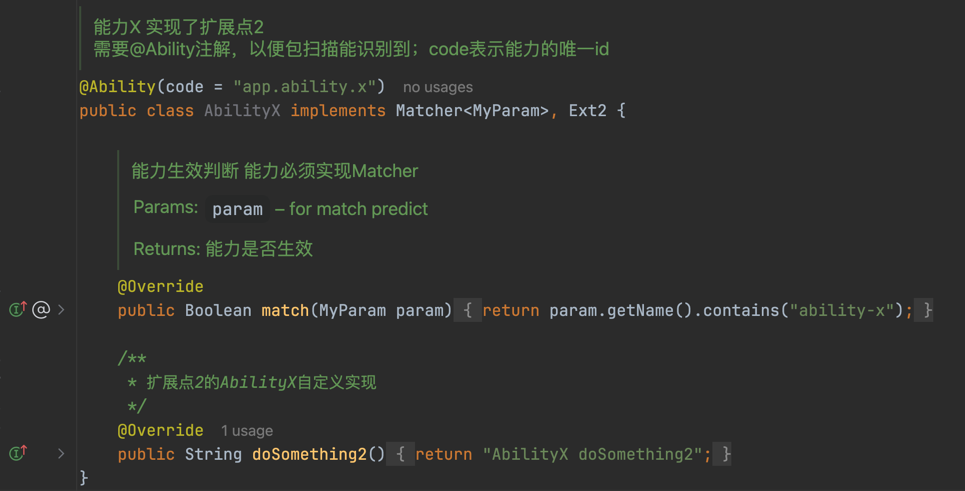 能力X 实现了扩展点2
需要@Ability注解，以便包扫描能识别到；code表示能力的唯一id
@Ability(code = "app.ability.x") no usages
public class AbilityX implements Matcher<MyParam>, Ext2 {
能力生效判断 能力必须实现Matcher
Params: param – for match predict
Returns: 能力是否生效
@Override
public Boolean match(MyParam param) { return param.getName().contains("ability-x"); }
/**
* 扩展点2的AbilityX自定义实现
*/
@Override 1 usage
public String doSomething2() { return "AbilityX doSomething2"; }
}